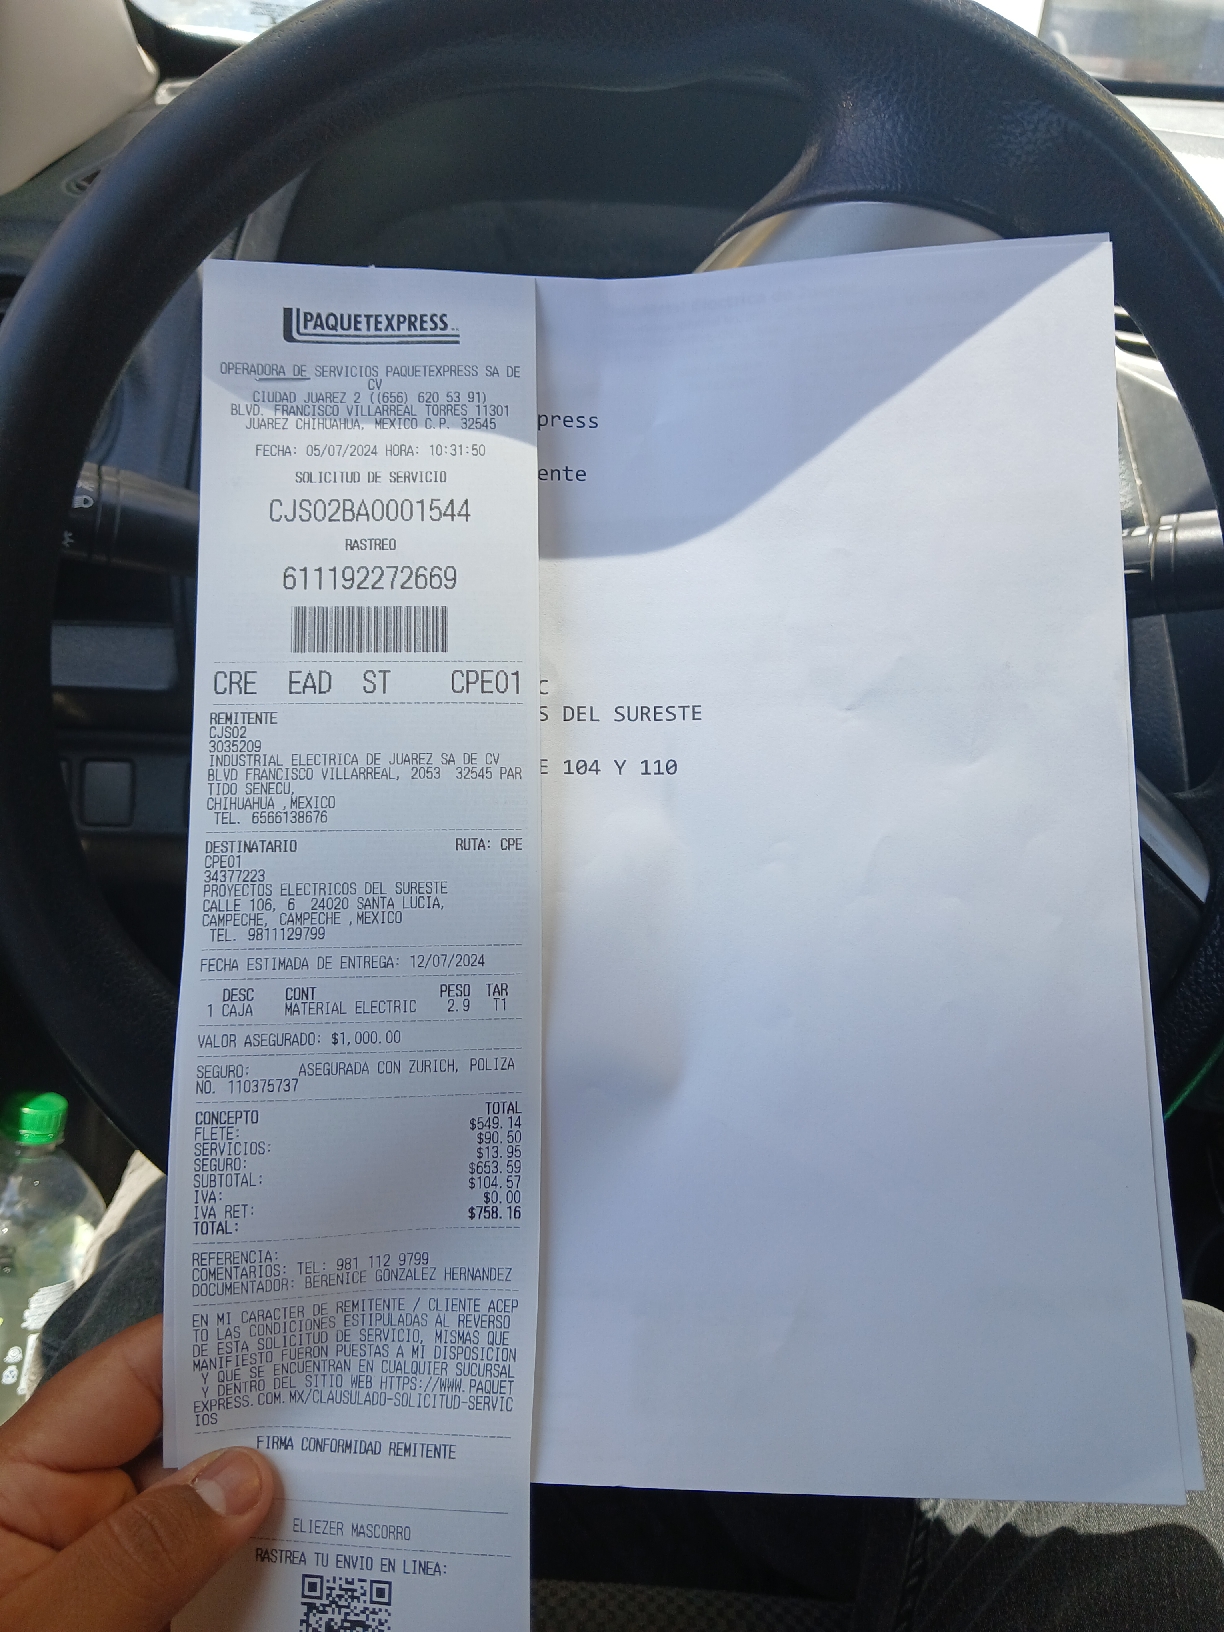 PAQUETEXPRESS
OPERADORA DE SERVICIOS PAQUETEXPRESS SA DE
CV
CIUDAD JUAREZ 2 ((656) 620 53 91)
BLVD. FRANCISCO VILLARREAL TORRES 11301
JUAREZ CHIHUAHUA, MEXICO C.P. 32545
FECHA: 05/07/2024 HORA: 10:31:50
SOLICITUD DE SERVICIO
CJS02BA0001544
RASTREO
611192272669
CRE EAD ST CPE01
REMITENTE
CJS02
3035209
INDUSTRIAL ELECTRICA DE JUAREZ SA DE CV
BLVD FRANCISCO VILLARREAL, 2053 32545 PAR
TIDO SENECU,
CHIHUAHUA ,MEXICO
TEL. 6566138676
DESTINATARIO RUTA: CPE
CPE01
34377223
PROYECTOS ELECTRICOS DEL SURESTE
CALLE 106, 6 24020 SANTA LUCIA,
CAMPECHE, CAMPECHE ,MEXICO
TEL. 9811129799
FECHA ESTIMADA DE ENTREGA: 12/07/2024
DESC CONT PESO TAR
1 CAJA MATERIAL ELECTRIC 2.9 T1
VALOR ASEGURADO: $1,000.00
SEGURO: ASEGURADA CON ZURICH, POLIZA
NO. 110375737
CONCEPTO TOTAL
FLETE: $549.14
SERVICIOS: $90.50
SEGURO: $13.95
SUBTOTAL: $653.59
IVA: $104.57
IVA RET: $0.00
TOTAL: $758.16
REFERENCIA:
COMENTARIOS: TEL: 981 112 9799
DOCUMENTADOR: BERENICE GONZALEZ HERNANDEZ
EN MI CARACTER DE REMITENTE / CLIENTE ACEP
TO LAS CONDICIONES ESTIPULADAS AL REVERSO
DE ESTA SOLICITUD DE SERVICIO, MISMAS QUE
MANIFIESTO FUERON PUESTAS A MI DISPOSICION
Y QUE SE ENCUENTRAN EN CUALQUIER SUCURSAL
Y DENTRO DEL SITIO WEB HTTPS://WWW.PAQUET
EXPRESS.COM.MX/CLAUSULADO-SOLICITUD-SERVIC
IOS
FIRMA CONFORMIDAD REMITENTE
ELIEZER MASCORRO
RASTREA TU ENVIO EN LINEA:
press
ente
C
S DEL SURESTE
E 104 Y 110